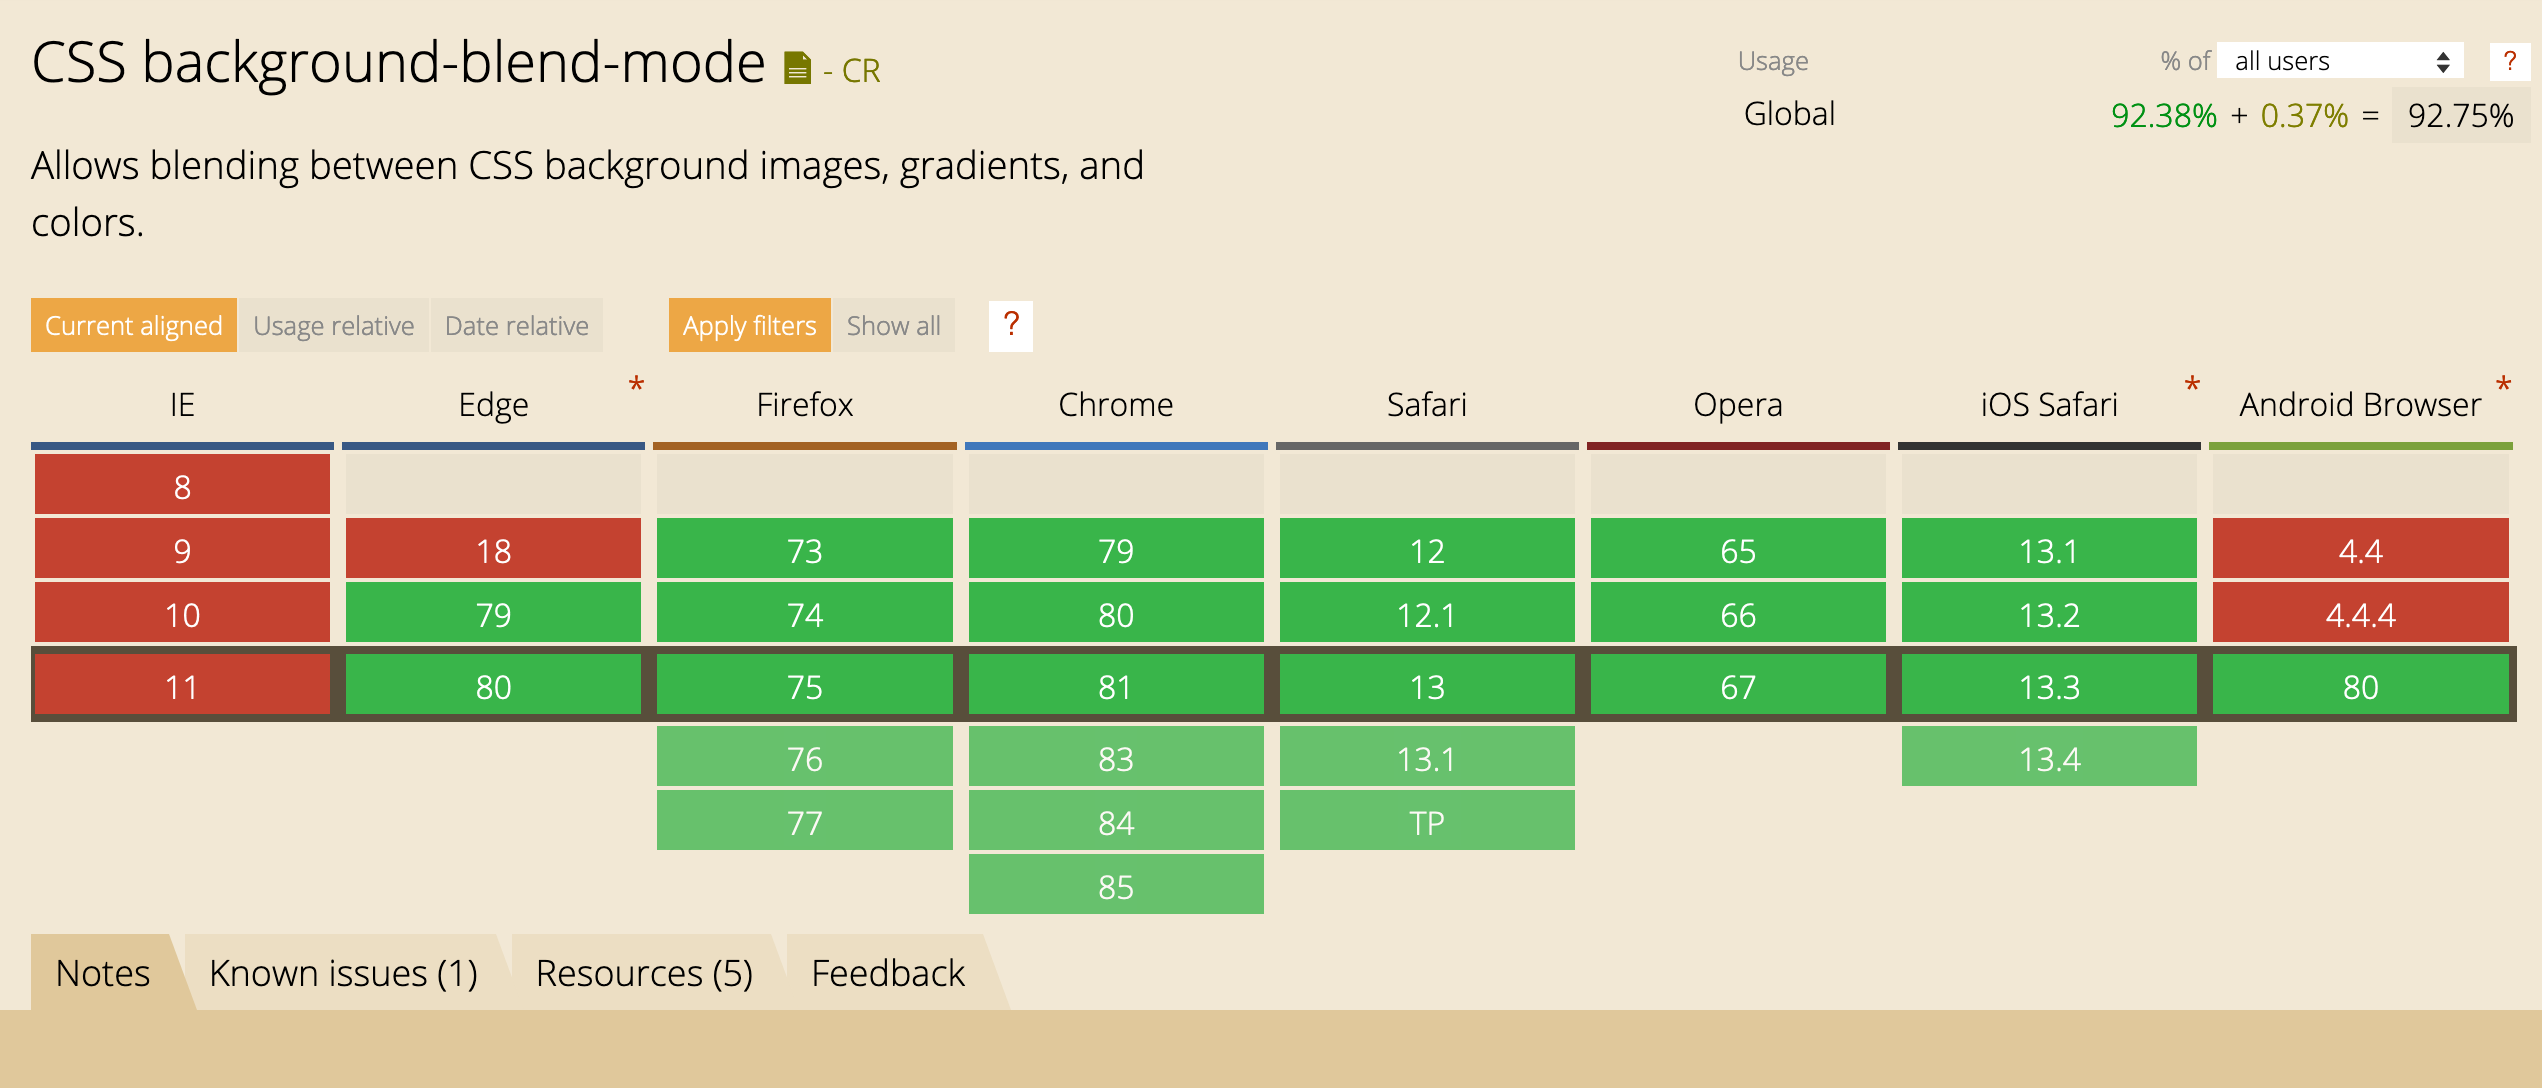 CSS background-blend-mode - CR
Usage % of all users ?
Global 92.38% + 0.37% = 92.75%
Allows blending between CSS background images, gradients, and
colors.
Current aligned Usage relative Date relative Apply filters Show all ?
IE Edge * Firefox Chrome Safari Opera iOS Safari * Android Browser *
8
9 18 73 79 12 65 13.1 4.4
10 79 74 80 12.1 66 13.2 4.4.4
11 80 75 81 13 67 13.3 80
76 83 13.1 13.4
77 84 TP
85
Notes Known issues (1) Resources (5) Feedback